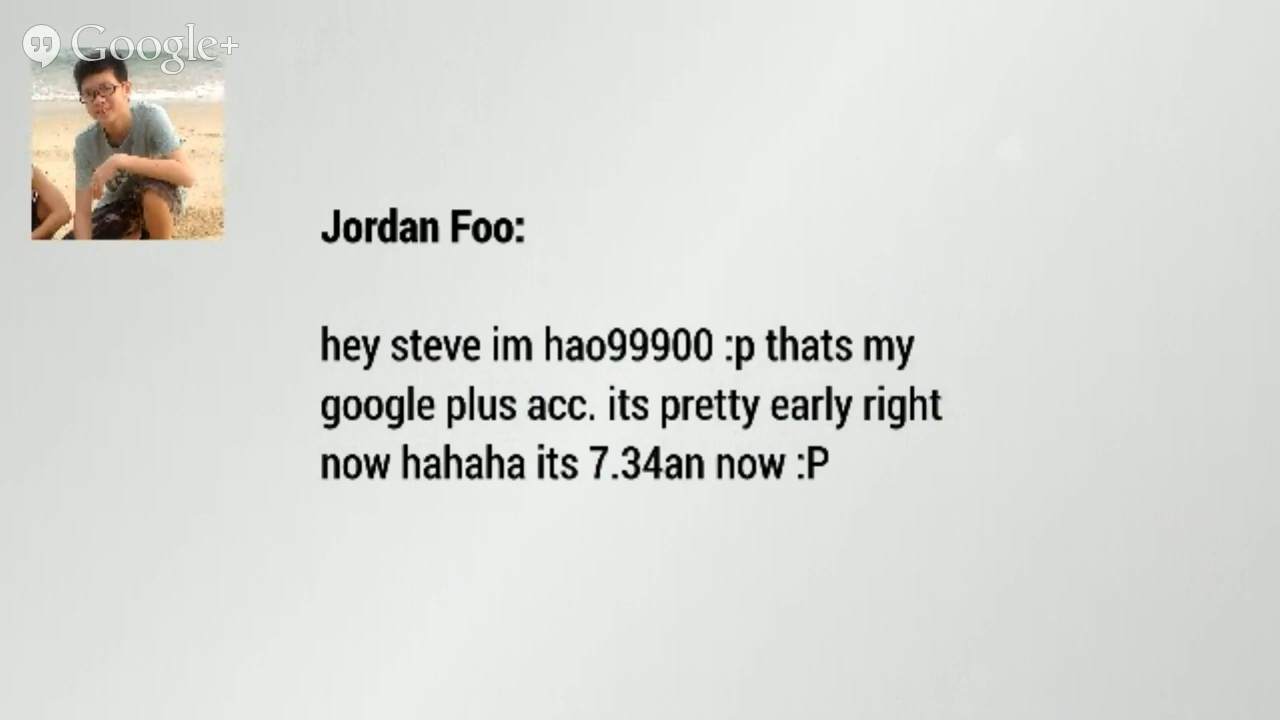 Google+
Jordan Foo:
hey steve im hao99900 :p thats my
google plus acc. its pretty early right
now hahaha its 7.34an now :P